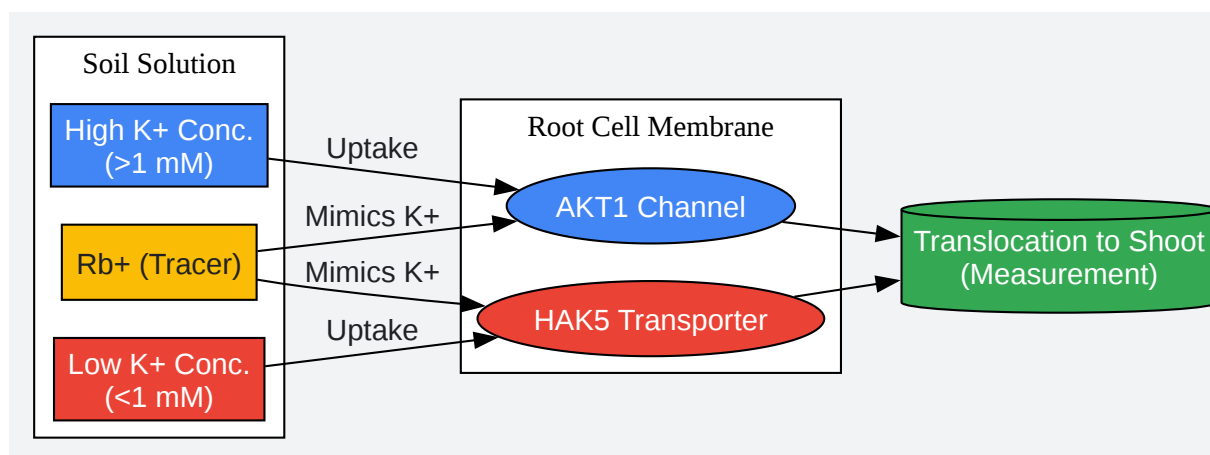 Soil Solution
High K+ Conc.
(>1 mM)
Rb+ (Tracer)
Low K+ Conc.
(<1 mM)
Uptake
Mimics K+
Mimics K+
Uptake
Root Cell Membrane
AKT1 Channel
HAK5 Transporter
Translocation to Shoot
(Measurement)